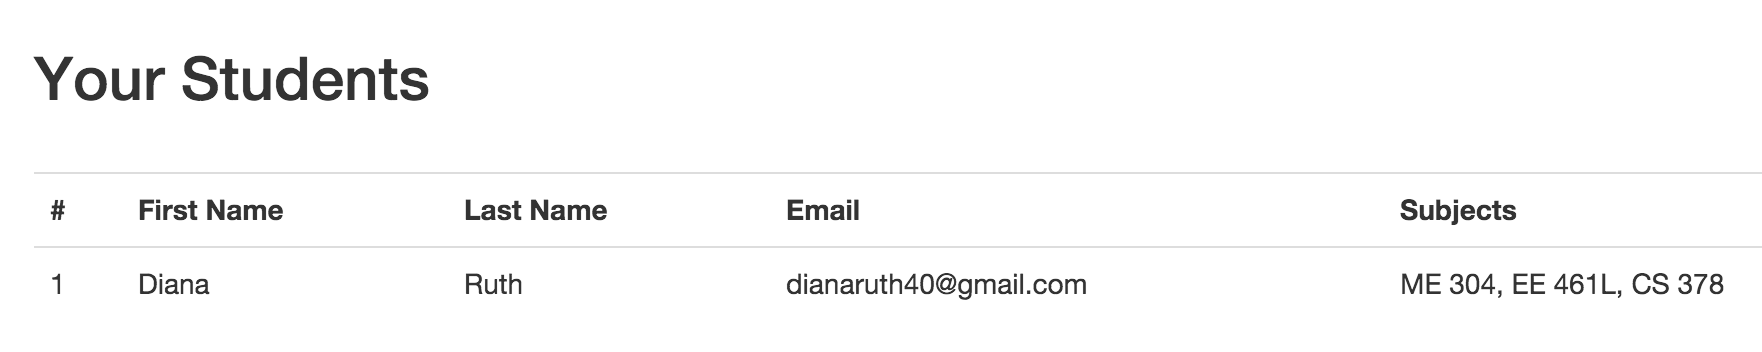 Your Students
# First Name Last Name Email Subjects
1 Diana Ruth dianaruth40@gmail.com ME 304, EE 461L, CS 378